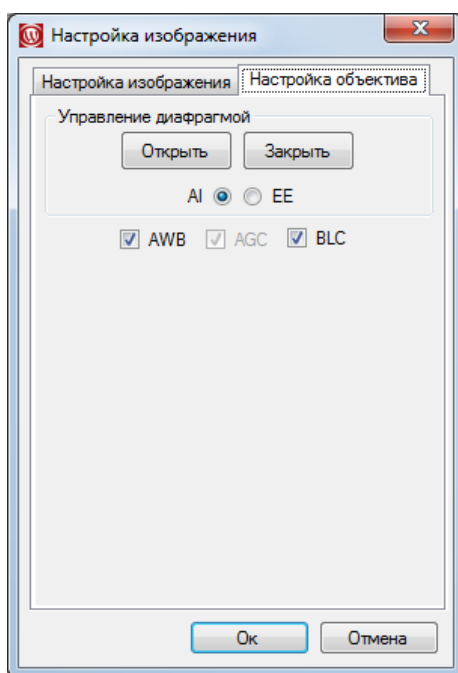 Настройка изображения
Настройка изображения Настройка объектива
Управление диафрагмой
Открыть Закрыть
AI EE
AWB AGC BLC
Ок Отмена